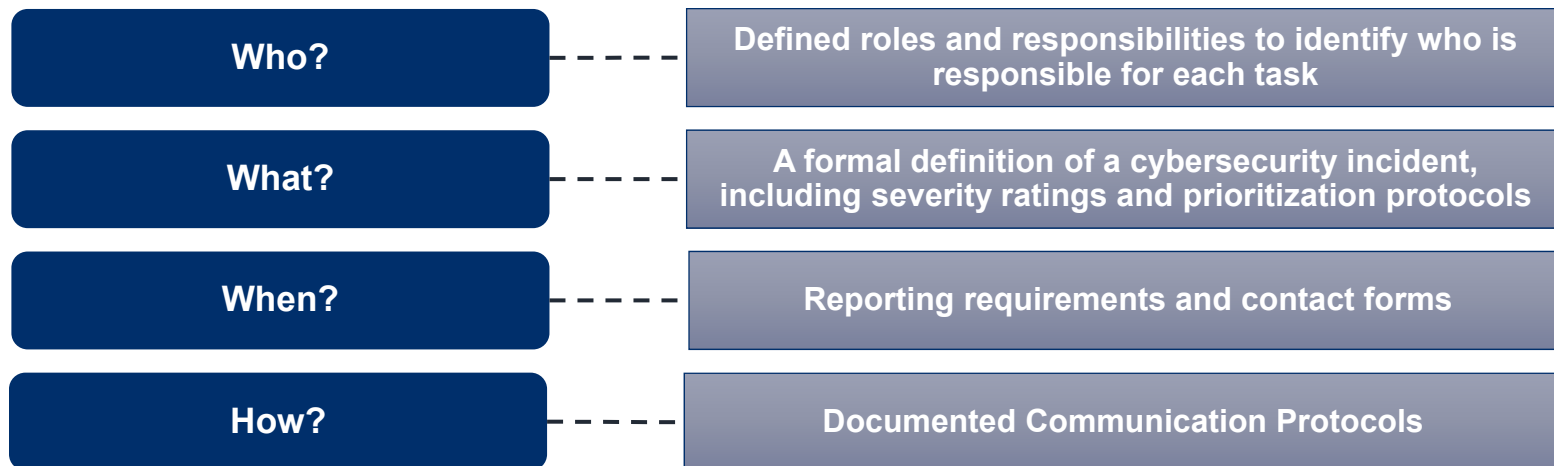 Who?
Defined roles and responsibilities to identify who is
responsible for each task
What?
A formal definition of a cybersecurity incident,
including severity ratings and prioritization protocols
When?
Reporting requirements and contact forms
How?
Documented Communication Protocols